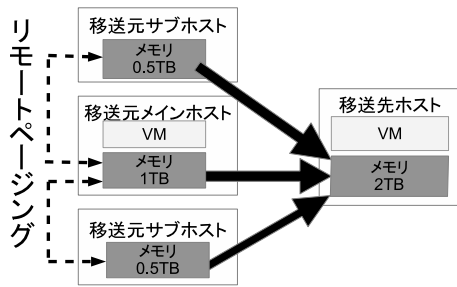 リモートページング
移送元サブホスト
メモリ
0.5TB
移送元メインホスト
VM
メモリ
1TB
移送元サブホスト
メモリ
0.5TB
移送先ホスト
VM
メモリ
2TB